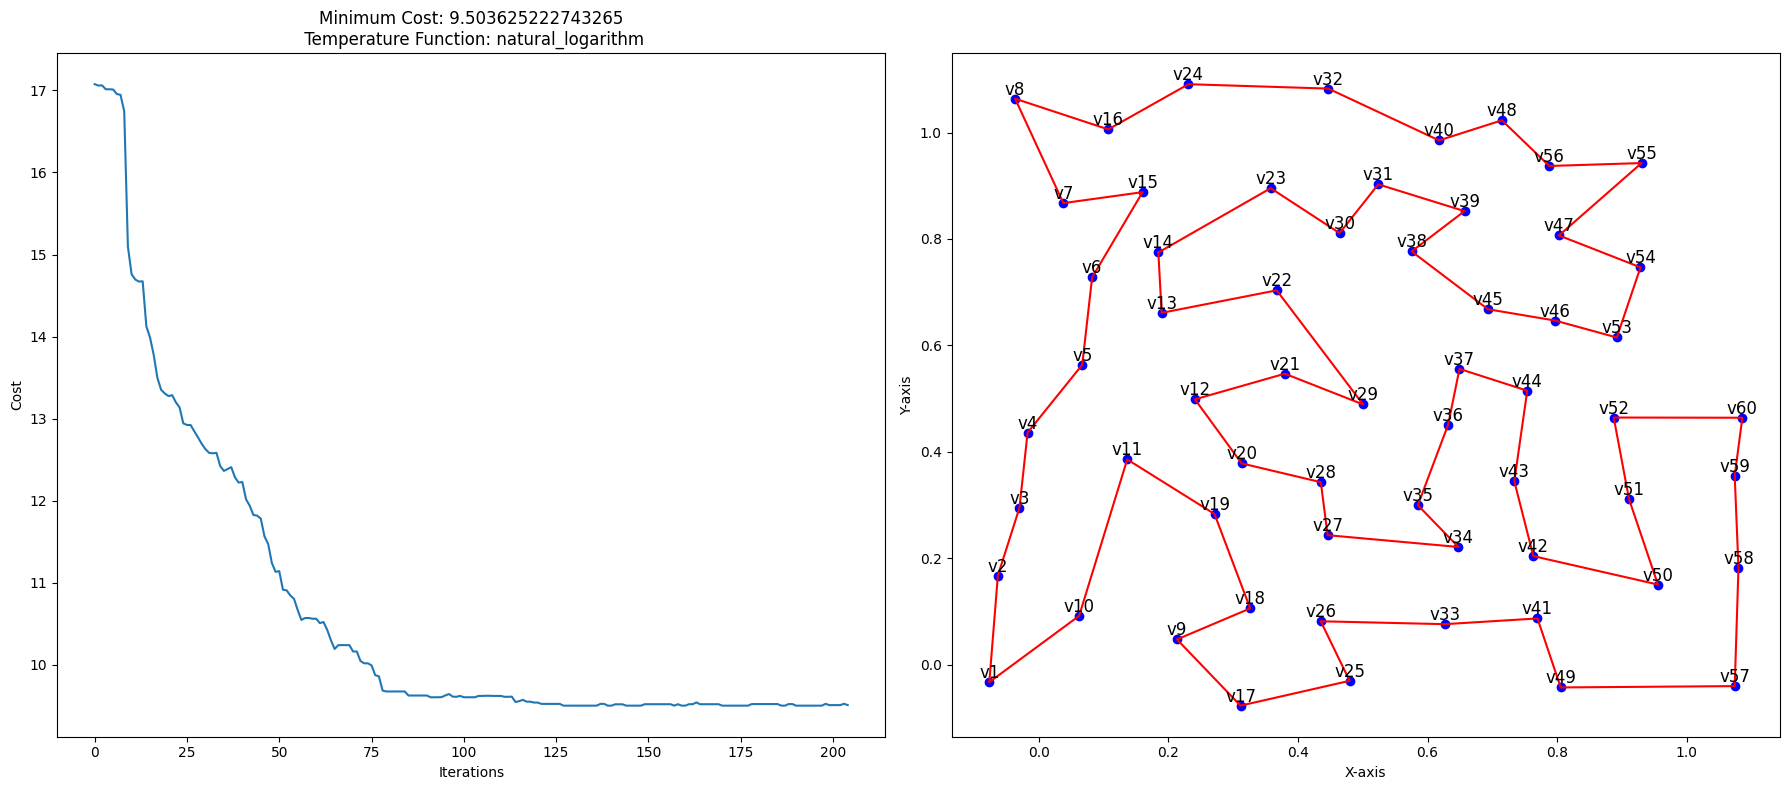 Minimum Cost: 9.503625222743265
Temperature Function: natural_logarithm
Cost
17
16
15
14
13
12
11
10
0
25
50
75
100
125
150
175
200
Iterations
Y-axis
1.0
0.8
0.6
0.4
0.2
0.0
v24
v32
v8
v16
v48
v40
v56
v55
v7
v15
v23
v31
v39
v30
v47
v14
v38
v6
v54
v22
v13
v45
v46
v53
v5
v21
v37
v12
v29
v44
v4
v36
v52
v60
v11
v20
v28
v43
v59
v3
v19
v35
v51
v27
v34
v2
v42
v58
v50
v10
v18
v26
v33
v41
v9
v1
v25
v49
v57
v17
0.0
0.2
0.4
0.6
0.8
1.0
X-axis